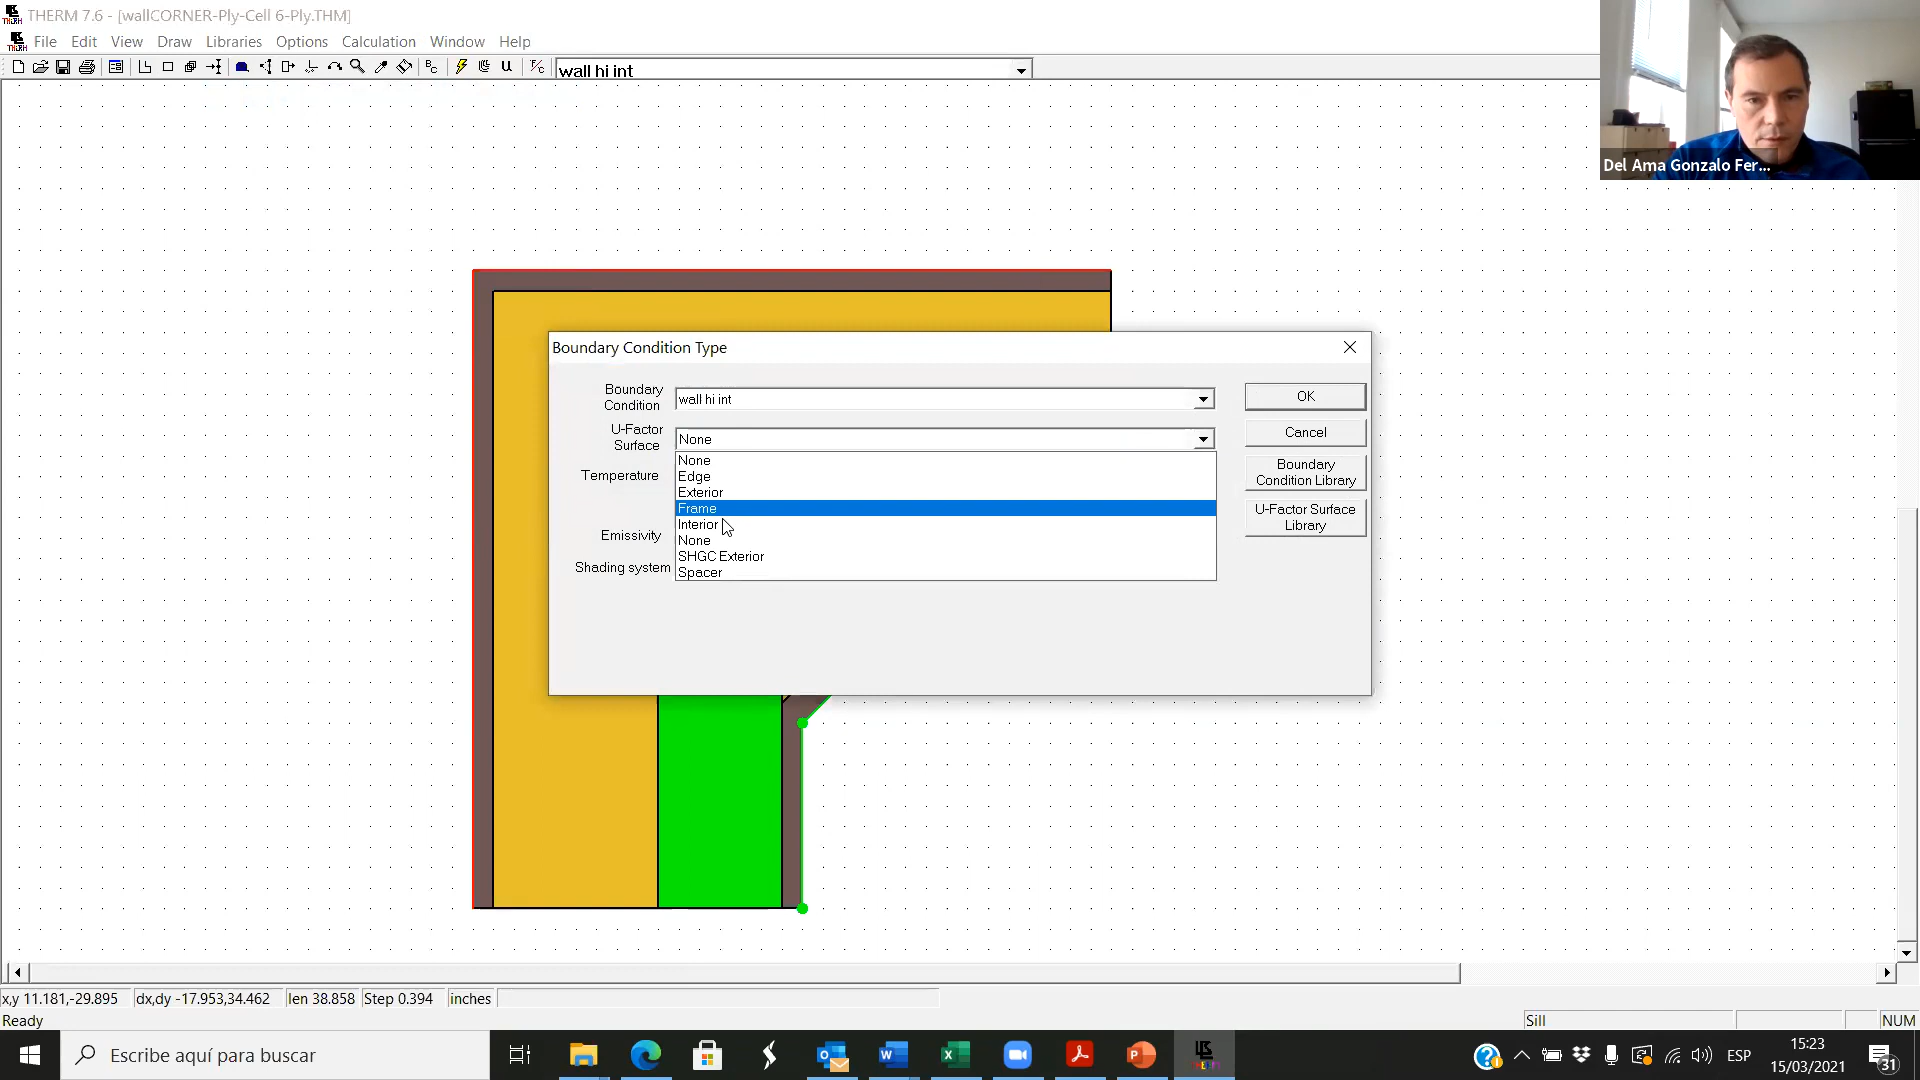 THERM 7.6 - [wallCORNER-Ply-Cell 6-Ply.THM]
File Edit View Draw Libraries Options Calculation Window Help
wall hi int
Del Ama Gonzalo Fer...
Boundary Condition Type
Boundary
Condition
wall hi int
OK
U-Factor
Surface
None
Cancel
None
Edge
Exterior
Frame
Interior
None
SHGC Exterior
Spacer
Temperature
Emissivity
Shading system
Boundary
Condition Library
U-Factor Surface
Library
x,y 11.181,-29.895 dx,dy -17.953,34.462 len 38.858 Step 0.394 inches
Ready Sill NUM
Escribe aquí para buscar
ESP
15:23
15/03/2021
31